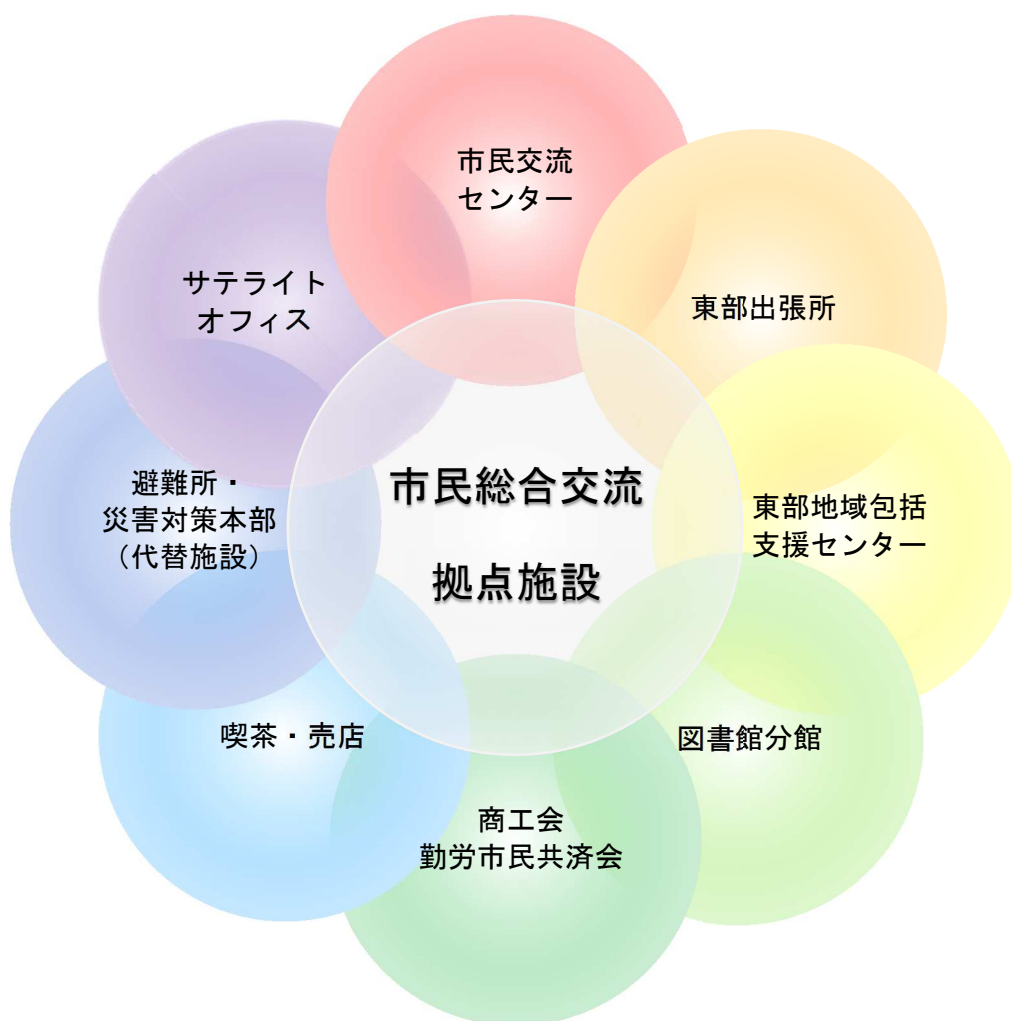 市民交流
センター
東部出張所
東部地域包括
支援センター
図書館分館
商工会
勤労市民共済会
喫茶・売店
避難所・
災害対策本部
（代替施設）
サテライト
オフィス
市民総合交流
拠点施設